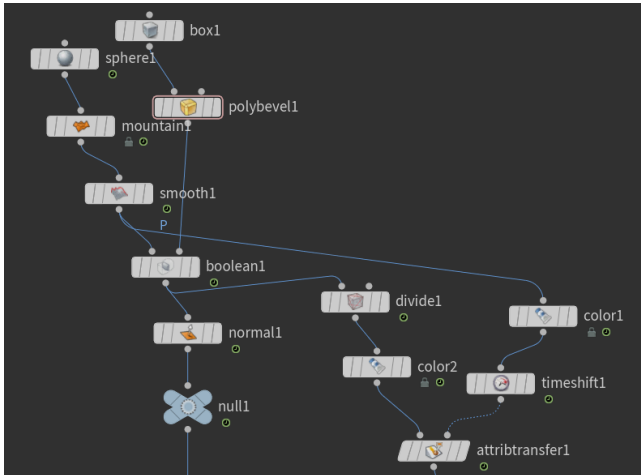 box1
sphere1
polybevel1
mountain1
smooth1
P
boolean1
divide1
color1
normal1
color2
timeshift1
null1
attribtransfer1